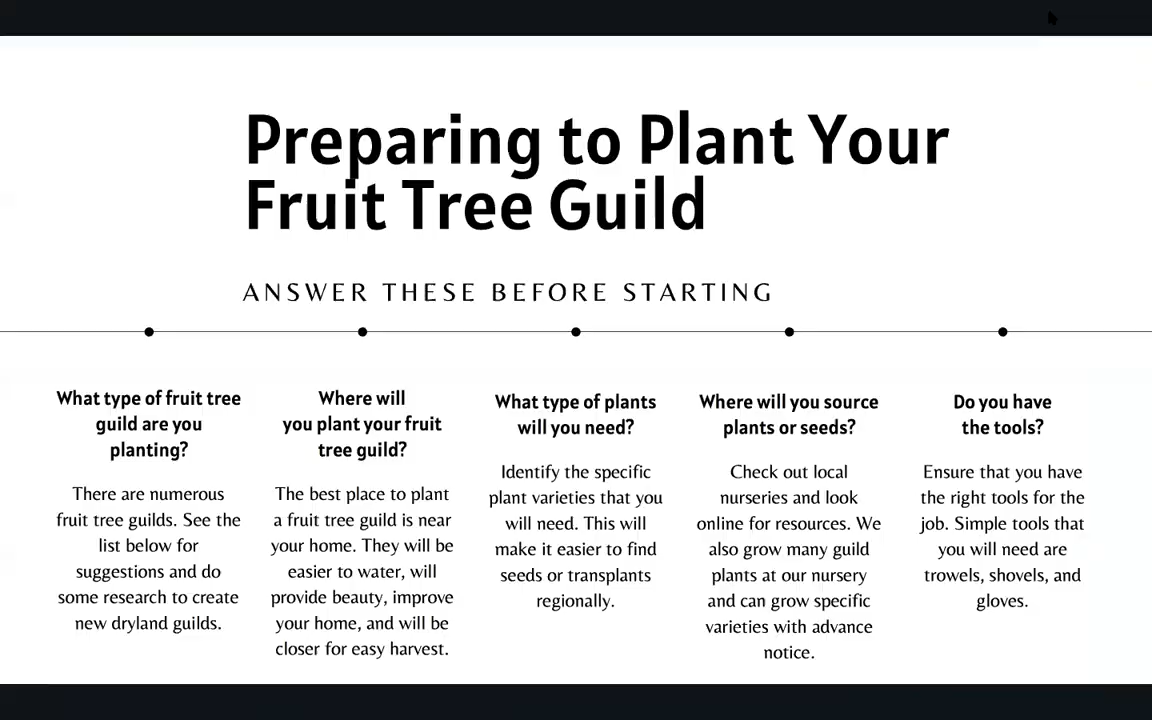 Preparing to Plant Your
Fruit Tree Guild
ANSWER THESE BEFORE STARTING
What type of fruit tree
guild are you
planting?
There are numerous
fruit tree guilds. See the
list below for
suggestions and do
some research to create
new dryland guilds.
Where will
you plant your fruit
tree guild?
The best place to plant
a fruit tree guild is near
your home. They will be
easier to water, will
provide beauty, improve
your home, and will be
closer for easy harvest.
What type of plants
will you need?
Identify the specific
plant varieties that you
will need. This will
make it easier to find
seeds or transplants
regionally.
Where will you source
plants or seeds?
Check out local
nurseries and look
online for resources. We
also grow many guild
plants at our nursery
and can grow specific
varieties with advance
notice.
Do you have
the tools?
Ensure that you have
the right tools for the
job. Simple tools that
you will need are
trowels, shovels, and
gloves.